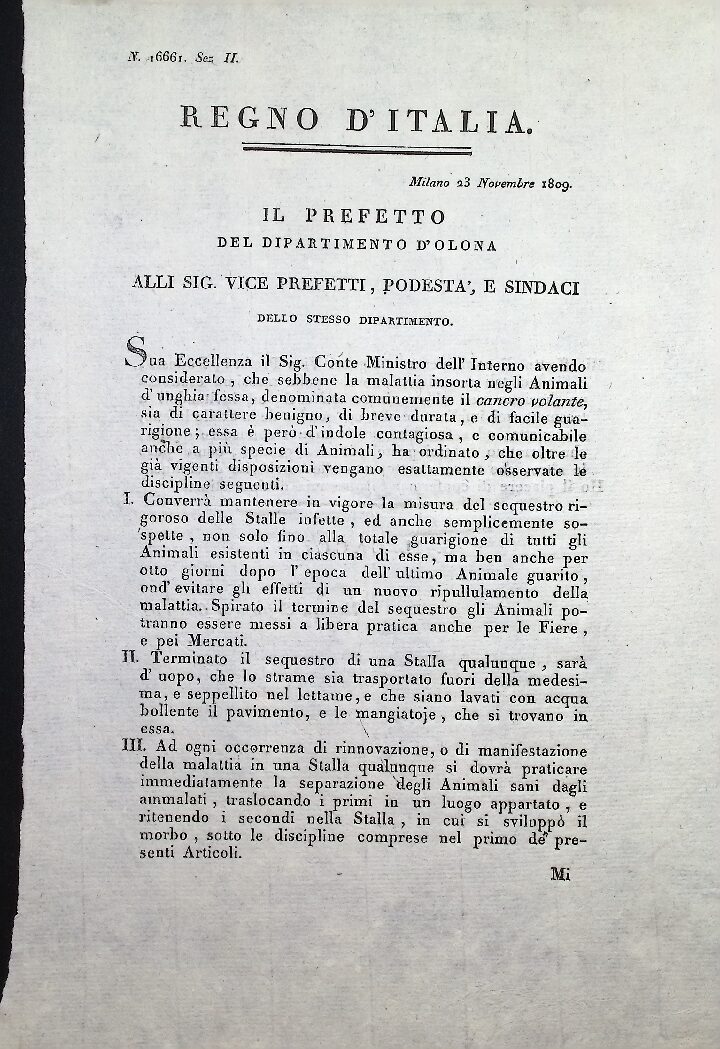 N. 16661. Sez II.
REGNO D'ITALIA.
Milano 23 Novembre 1809.
IL PREFETTO
DEL DIPARTIMENTO D'OLONA
ALLI SIG. VICE PREFETTI, PODESTA', E SINDACI
DELLO STESSO DIPARTIMENTO.
Sua Eccellenza il Sig. Conte Ministro dell' Interno avendo
considerato, che sebbene la malattia insorta negli Animali
d'unghia fessa, denominata comunemente il cancro volante,
sia di carattere benigno, di breve durata, e di facile gua-
rigione; essa è però d'indole contagiosa, e comunicabile
anche a più specie di Animali, ha ordinato, che oltre le
già vigenti disposizioni vengano esattamente osservate le
discipline seguenti.
I. Converrà mantenere in vigore la misura del sequestro ri-
goroso delle Stalle infette, ed anche semplicemente so-
spette, non solo fino alla totale guarigione di tutti gli
Animali esistenti in ciascuna di esse, ma ben anche per
otto giorni dopo l'epoca dell'ultimo Animale guarito,
ond'evitare gli effetti di un nuovo ripullulamento della
malattia. Spirato il termine del sequestro gli Animali po-
tranno essere messi a libera pratica anche per le Fiere,
e pei Mercati.
II. Terminato il sequestro di una Stalla qualunque, sarà
d'uopo, che lo strame sia trasportato fuori della medesi-
ma, e seppellito nel lettame, e che siano lavati con acqua
bollente il pavimento, e le mangiatoje, che si trovano in
essa.
III. Ad ogni occorrenza di rinnovazione, o di manifestazione
della malattia in una Stalla qualunque si dovrà praticare
immediatamente la separazione degli Animali sani dagli
ammalati, traslocando i primi in un luogo appartato, e
ritenendo i secondi nella Stalla, in cui si sviluppò il
morbo, sotto le discipline comprese nel primo de' pre-
senti Articoli.
Mi